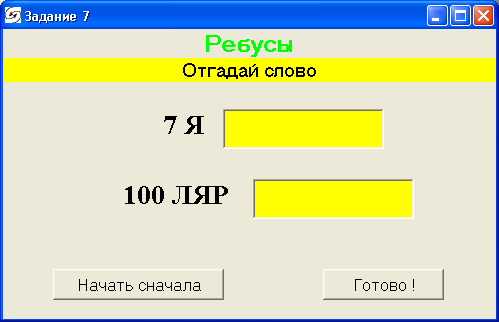 Задание 7
Ребусы
Отгадай слово
7 Я
100 ЛЯР
Начать сначала
Готово !